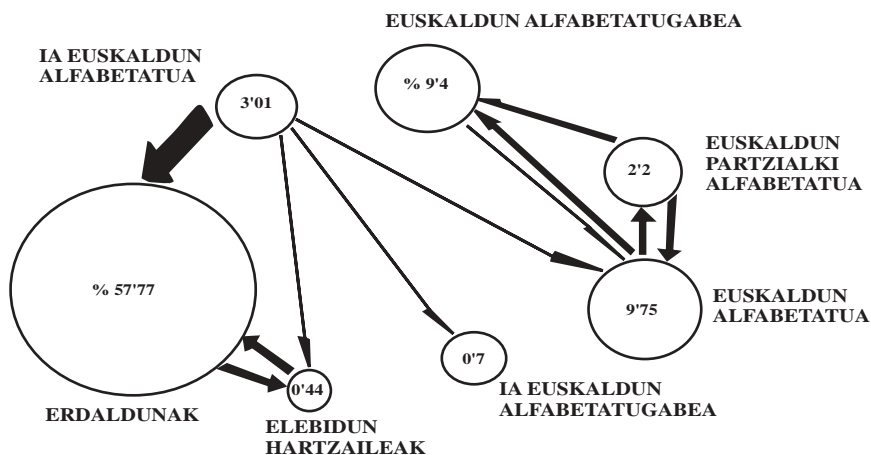 EUSKALDUN ALFABETATUGABEA
IA EUSKALDUN
ALFABETATUA
% 9'4
3'01
EUSKALDUN
PARTZIALKI
ALFABETATUA
2'2
% 57'77
EUSKALDUN
ALFABETATUA
9'75
0'7
0'44
IA EUSKALDUN
ALFABETATUGABEA
ERDALDUNAK
ELEBIDUN
HARTZAILEAK